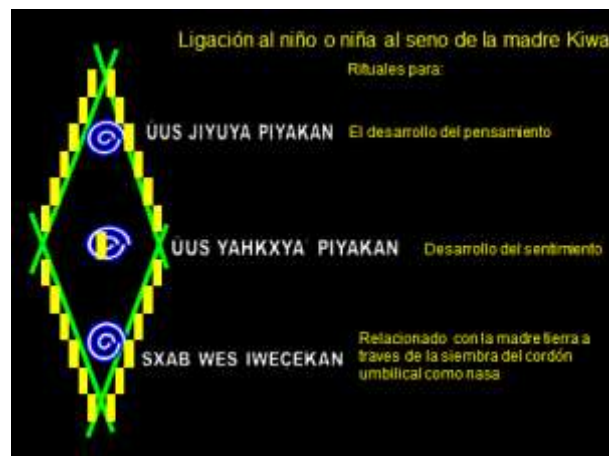 Ligación al niño o niña al seno de la madre Kiwa
Rituales para:
ÚUS JIYUYA PIYAKAN El desarrollo del pensamiento
ÚUS YAHKXYA´ PIYAKAN Desarrollo del sentimiento
SXAB WES IWECEKAN
Relacionado con la madre tierra a
traves de la siembra del cordón
umbilical como nasa